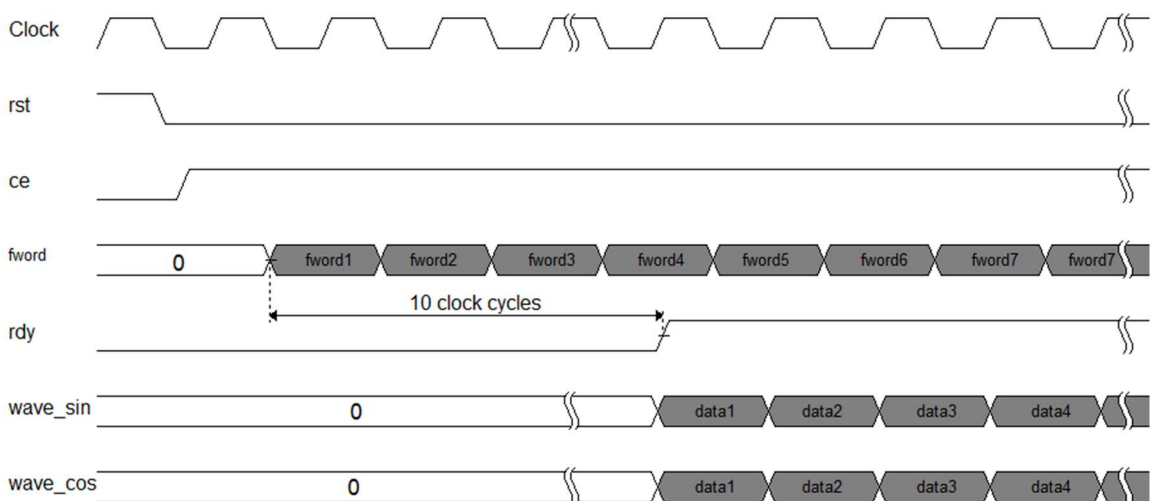 Clock
rst
ce
fword 0 fword1 fword2 fword3 fword4 fword5 fword6 fword7 fword7
10 clock cycles
rdy
wave_sin 0 data1 data2 data3 data4
wave_cos 0 data1 data2 data3 data4